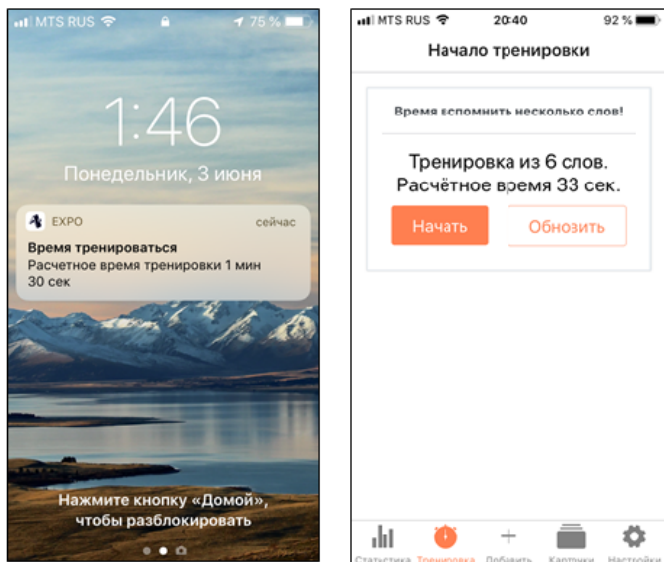 MTS RUS
75 %
1:46
Понедельник, 3 июня
EXPO
сейчас
Время тренироваться
Расчетное время тренировки 1 мин
30 сек
Нажмите кнопку «Домой»,
чтобы разблокировать
MTS RUS
20:40
92 %
Начало тренировки
Время вспомнить несколько слов!
Тренировка из 6 слов.
Расчётное время 33 сек.
Начать
Обновить
Статистика
Тренировка
Добавить
Карточки
Настройки